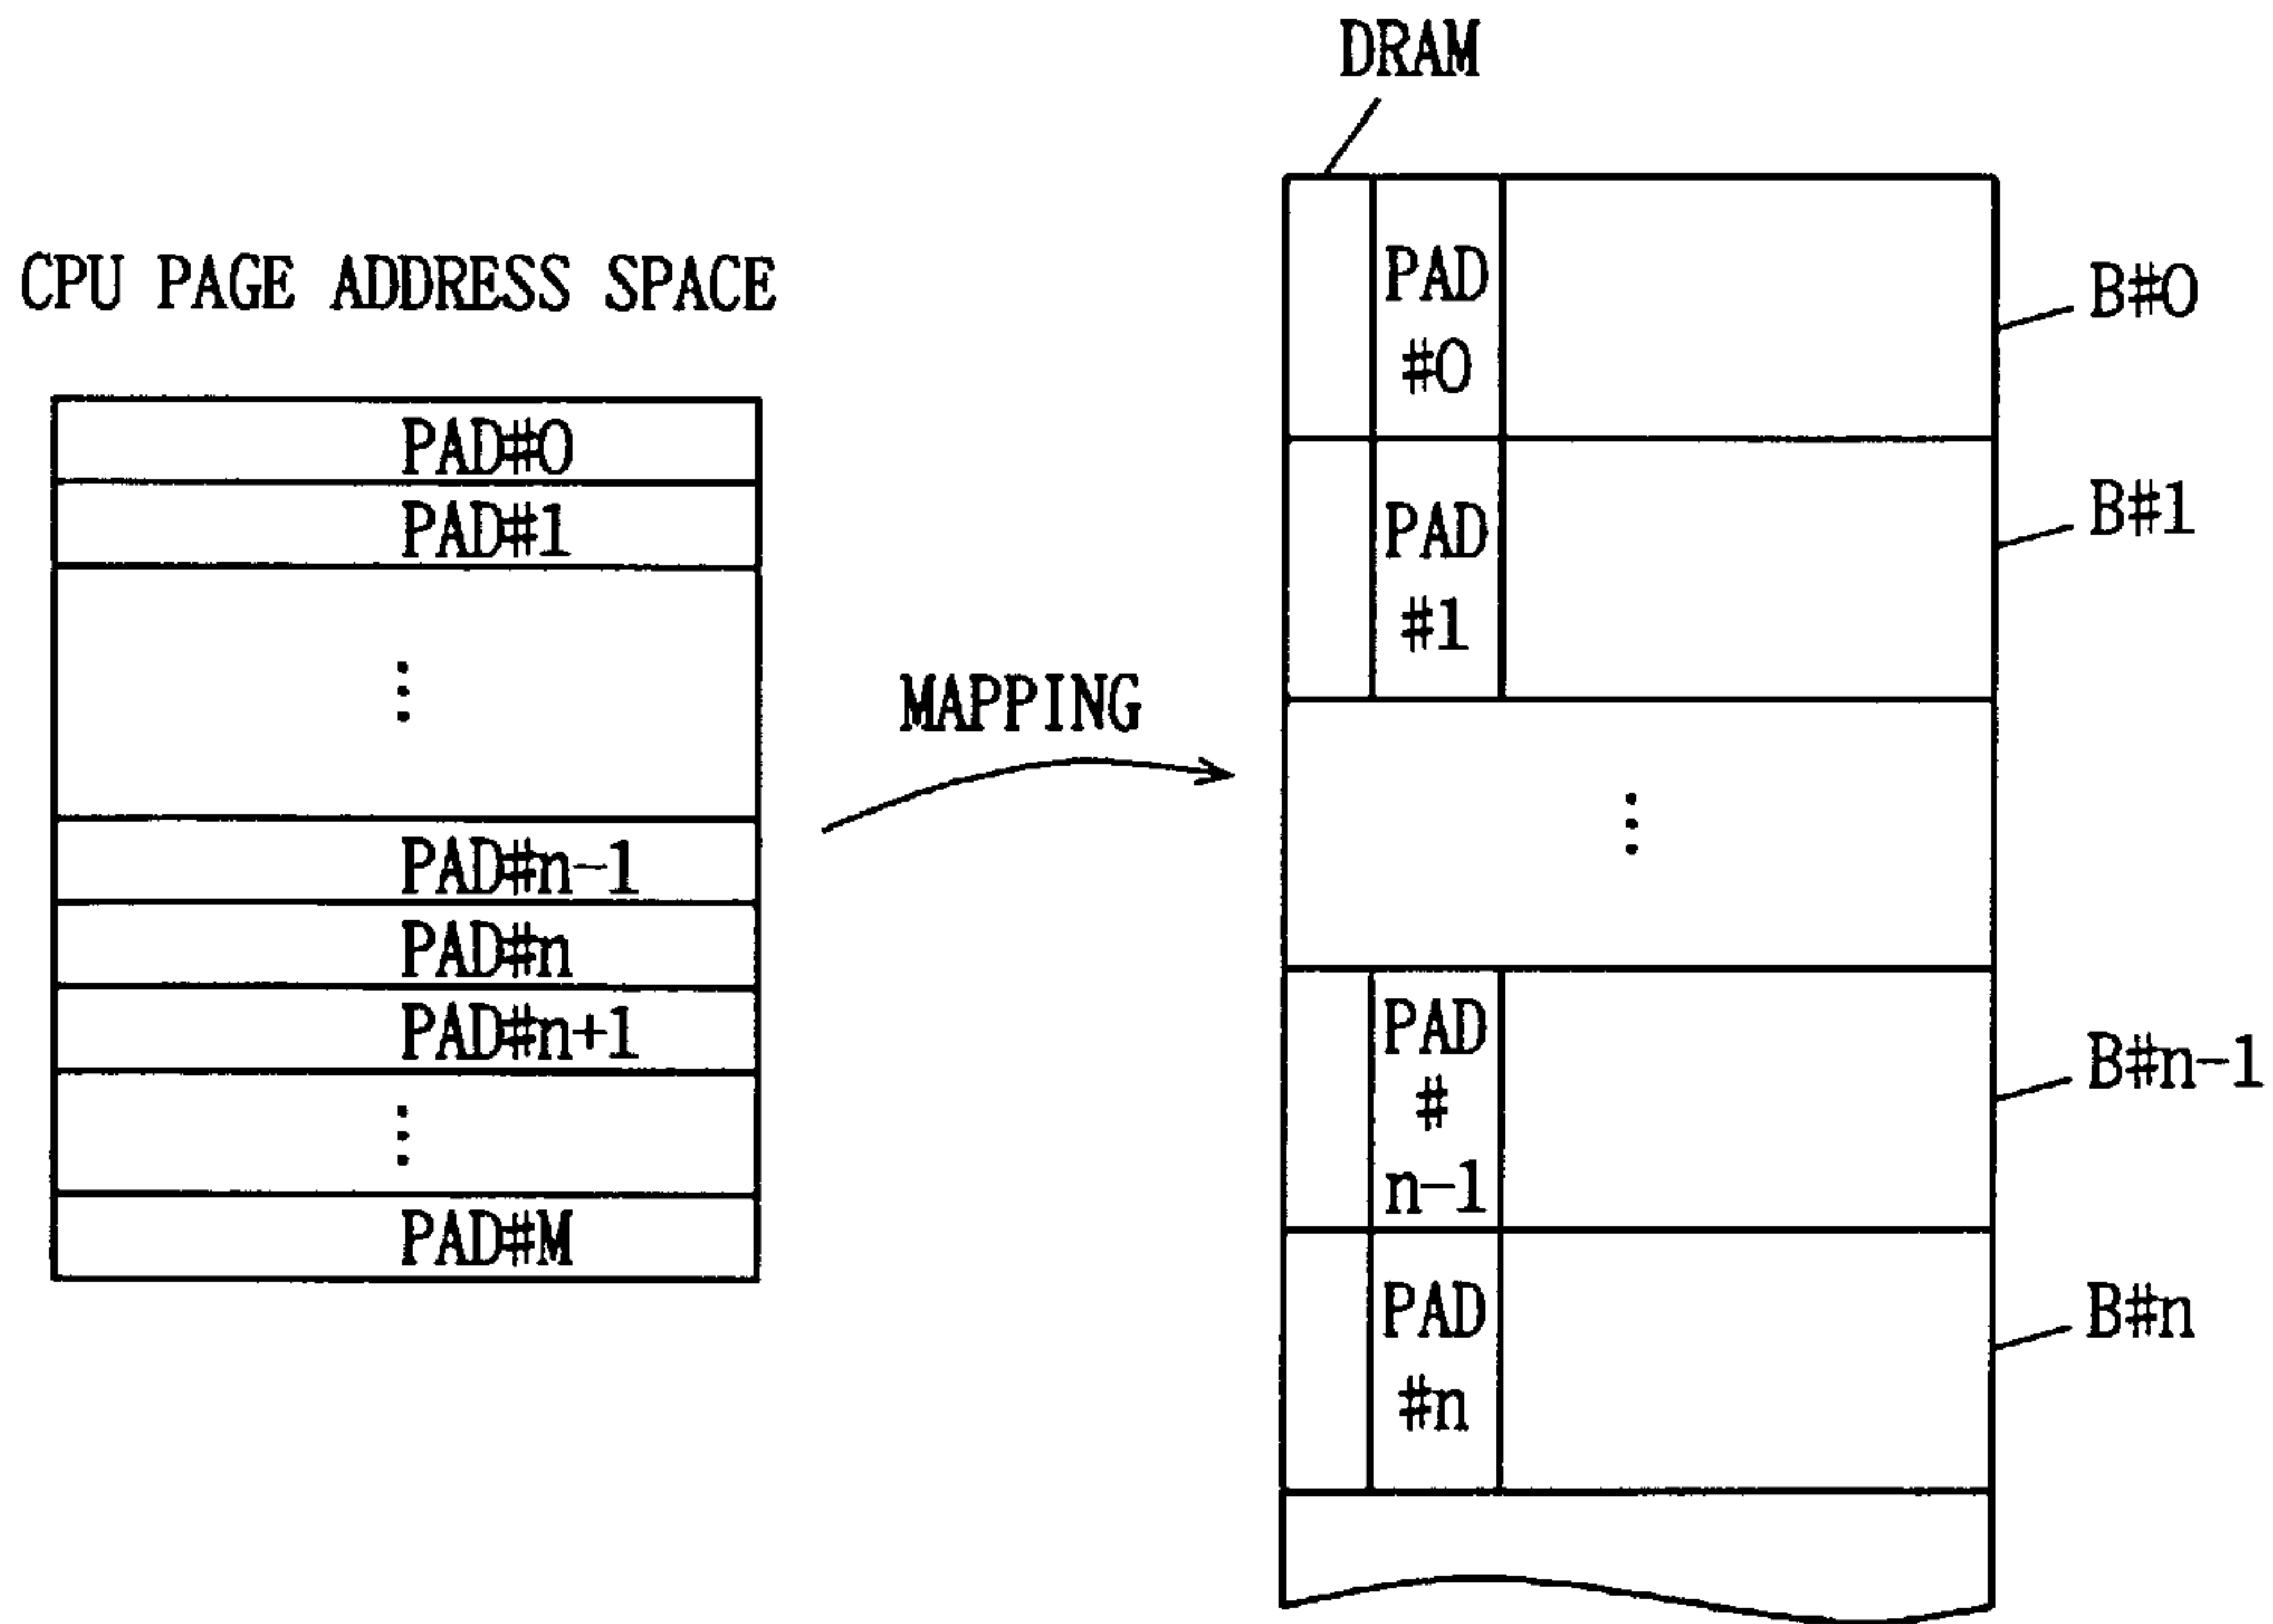 DRAM
CPU PAGE ADDRESS SPACE
PAD#0
PAD#1
PAD#n-1
PAD#n
PAD#n+1
PAD#M
MAPPING
PAD
#0
B#0
PAD
#1
B#1
PAD
#
n-1
B#n-1
PAD
#n
B#n